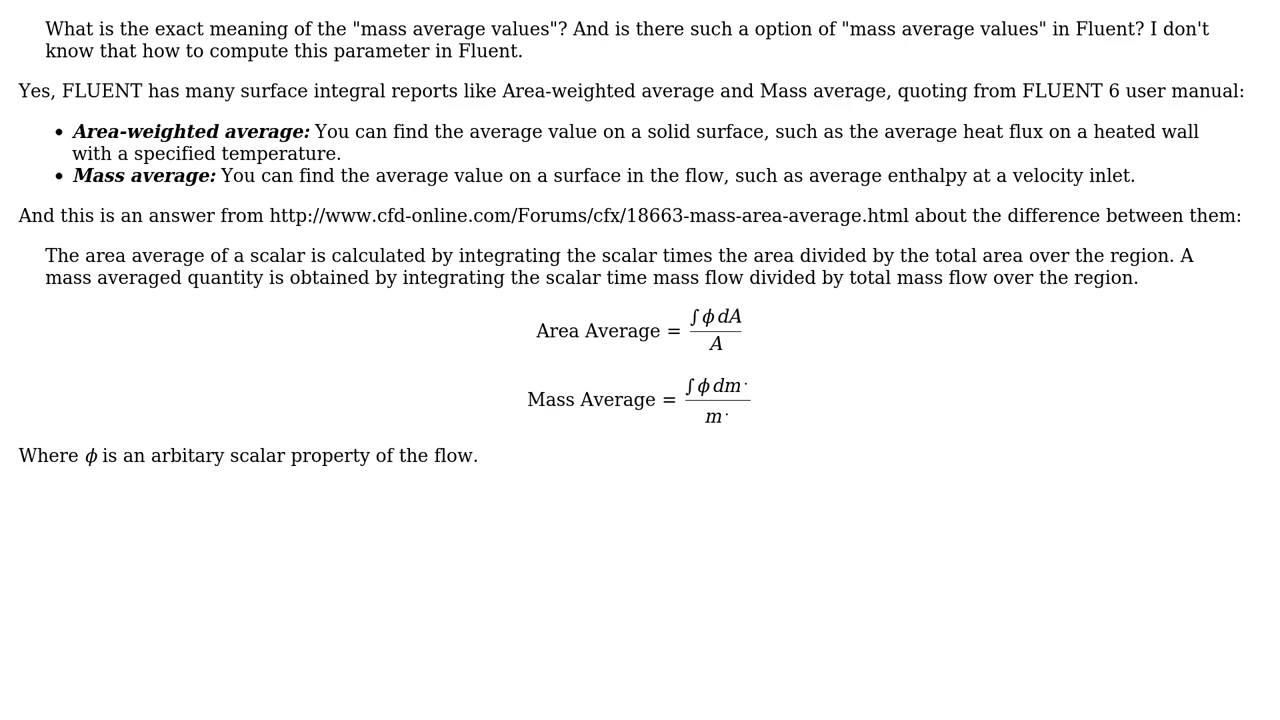 What is the exact meaning of the "mass average values"? And is there such a option of "mass average values" in Fluent? I don't
know that how to compute this parameter in Fluent.
Yes, FLUENT has many surface integral reports like Area-weighted average and Mass average, quoting from FLUENT 6 user manual:
• Area-weighted average: You can find the average value on a solid surface, such as the average heat flux on a heated wall
with a specified temperature.
• Mass average: You can find the average value on a surface in the flow, such as average enthalpy at a velocity inlet.
And this is an answer from http://www.cfd-online.com/Forums/cfx/18663-mass-area-average.html about the difference between them:
The area average of a scalar is calculated by integrating the scalar times the area divided by the total area over the region. A
mass averaged quantity is obtained by integrating the scalar time mass flow divided by total mass flow over the region.
Area Average = ∫ϕ dA / A
Mass Average = ∫ϕ dm˙ / m˙
Where ϕ is an arbitary scalar property of the flow.